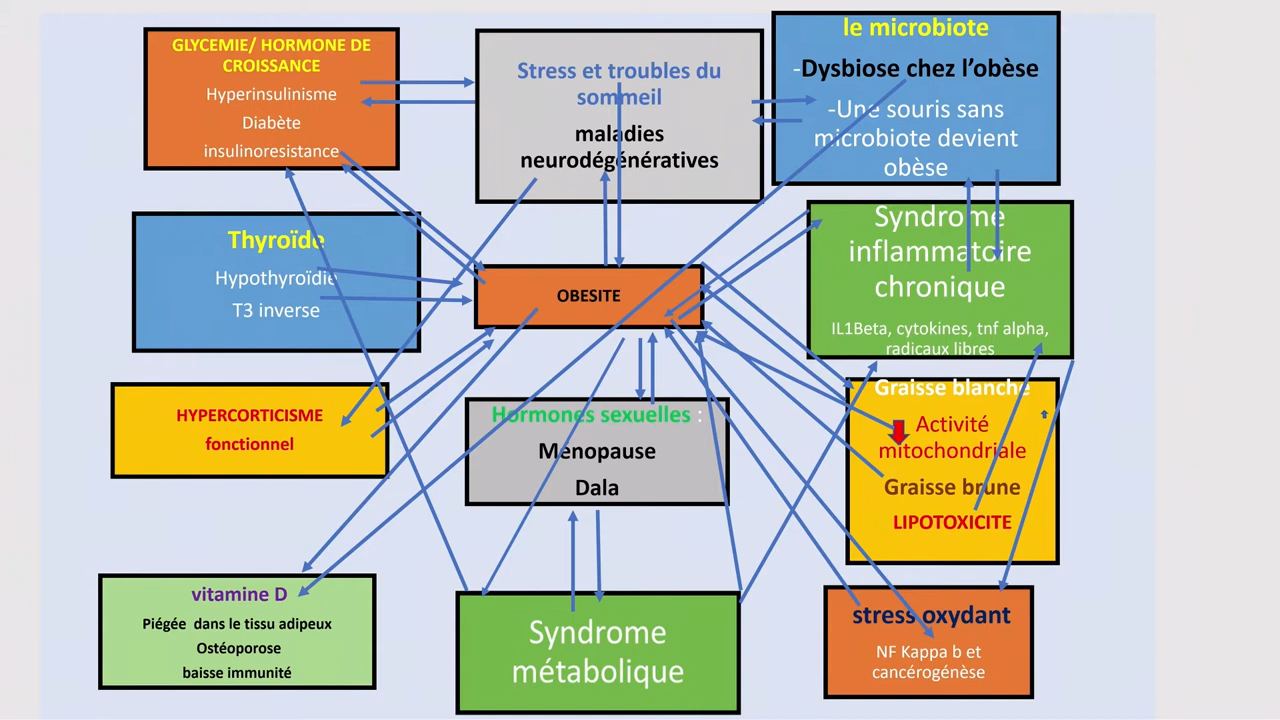 GLYCEMIE/ HORMONE DE
CROISSANCE
Hyperinsulinisme
Diabète
insulinoresistance
Stress et troubles du
sommeil
maladies
neurodégénératives
le microbiote
-Dysbiose chez l’obèse
-Une souris sans
microbiote devient
obèse
Thyroïde
Hypothyroïdie
T3 inverse
OBESITE
Syndrome
inflammatoire
chronique
IL1Beta, cytokines, tnf alpha,
radicaux libres
HYPERCORTICISME
fonctionnel
Hormones sexuelles :
Menopause
Dala
Graisse blanche
Activité
mitochondriale
Graisse brune
LIPOTOXICITE
vitamine D
Piégée dans le tissu adipeux
Ostéoporose
baisse immunité
Syndrome
métabolique
stress oxydant
NF Kappa b et
cancérogénèse